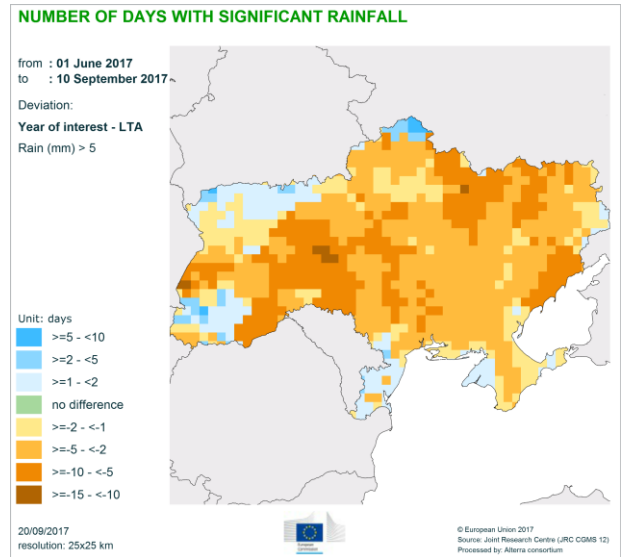 NUMBER OF DAYS WITH SIGNIFICANT RAINFALL
from : 01 June 2017
to : 10 September 2017
Deviation:
Year of interest - LTA
Rain (mm) > 5
Unit: days
>=5 - <10
>=2 - <5
>=1 - <2
no difference
>=-2 - <-1
>=-5 - <-2
>=-10 - <-5
>=-15 - <-10
20/09/2017
resolution: 25x25 km
European
Commission
© European Union 2017
Source: Joint Research Centre (JRC CGMS 12)
Processed by: Alterra consortium